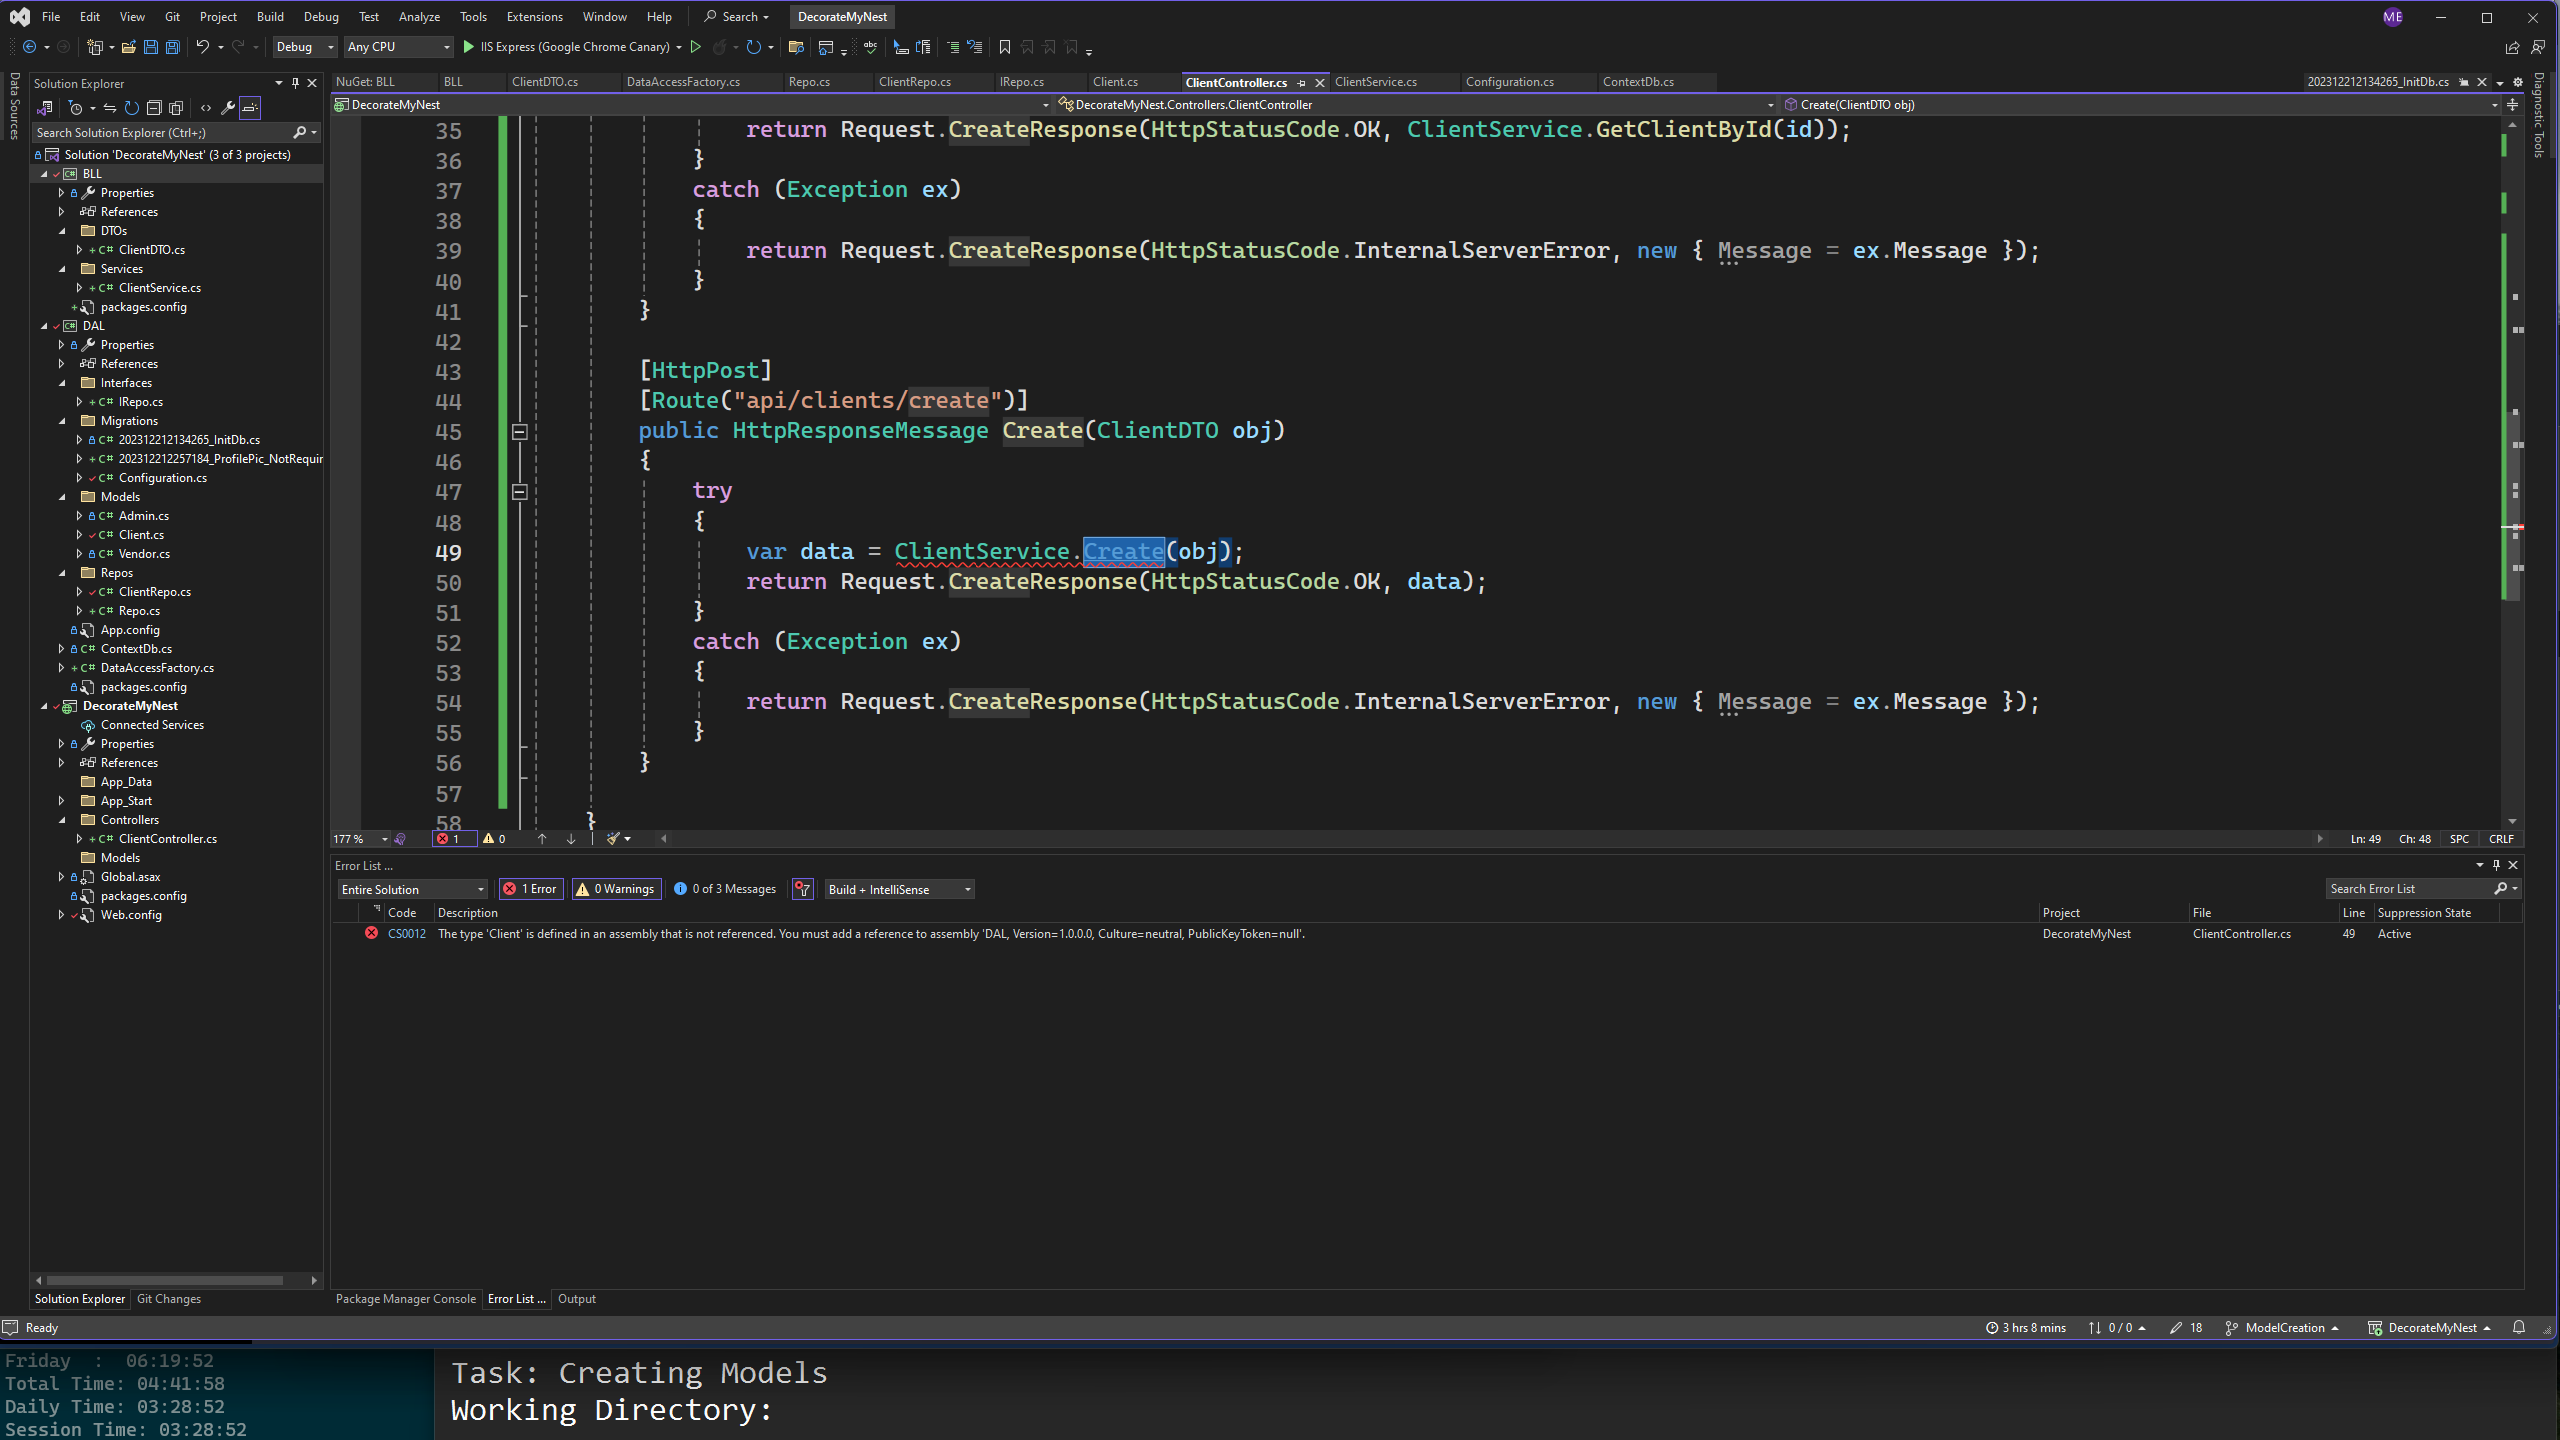 File Edit View Git Project Build Debug Test Analyze Tools Extensions Window Help Search DecorateMyNest ME
Debug Any CPU IIS Express (Google Chrome Canary)
Data Sources
Solution Explorer
Search Solution Explorer (Ctrl+;)
Solution 'DecorateMyNest' (3 of 3 projects)
BLL
Properties
References
DTOs
C# ClientDTO.cs
Services
C# ClientService.cs
packages.config
DAL
Properties
References
Interfaces
C# IRepo.cs
Migrations
C# 202312212134265_InitDb.cs
C# 202312212257184_ProfilePic_NotRequir
C# Configuration.cs
Models
C# Admin.cs
C# Client.cs
C# Vendor.cs
Repos
C# ClientRepo.cs
C# Repo.cs
App.config
C# ContextDb.cs
C# DataAccessFactory.cs
packages.config
DecorateMyNest
Connected Services
Properties
References
App_Data
App_Start
Controllers
C# ClientController.cs
Models
Global.asax
packages.config
Web.config
Solution Explorer Git Changes
NuGet: BLL BLL ClientDTO.cs DataAccessFactory.cs Repo.cs ClientRepo.cs IRepo.cs Client.cs ClientController.cs ClientService.cs Configuration.cs ContextDb.cs 202312212134265_InitDb.cs
DecorateMyNest DecorateMyNest.Controllers.ClientController Create(ClientDTO obj)
35 return Request.CreateResponse(HttpStatusCode.OK, ClientService.GetClientById(id));
36 }
37 catch (Exception ex)
38 {
39 return Request.CreateResponse(HttpStatusCode.InternalServerError, new { Message = ex.Message });
40 }
41 }
42
43 [HttpPost]
44 [Route("api/clients/create")]
45 public HttpResponseMessage Create(ClientDTO obj)
46 {
47 try
48 {
49 var data = ClientService.Create(obj);
50 return Request.CreateResponse(HttpStatusCode.OK, data);
51 }
52 catch (Exception ex)
53 {
54 return Request.CreateResponse(HttpStatusCode.InternalServerError, new { Message = ex.Message });
55 }
56 }
57
58 }
177 % 1 0 Ln: 49 Ch: 48 SPC CRLF
Diagnostic Tools
Error List ...
Entire Solution 1 Error 0 Warnings 0 of 3 Messages Build + IntelliSense Search Error List
Code Description Project File Line Suppression State
CS0012 The type 'Client' is defined in an assembly that is not referenced. You must add a reference to assembly 'DAL, Version=1.0.0.0, Culture=neutral, PublicKeyToken=null'. DecorateMyNest ClientController.cs 49 Active
Package Manager Console Error List ... Output
Ready 3 hrs 8 mins 0 / 0 18 ModelCreation DecorateMyNest
Friday : 06:19:52
Total Time: 04:41:58
Daily Time: 03:28:52
Session Time: 03:28:52
Task: Creating Models
Working Directory: